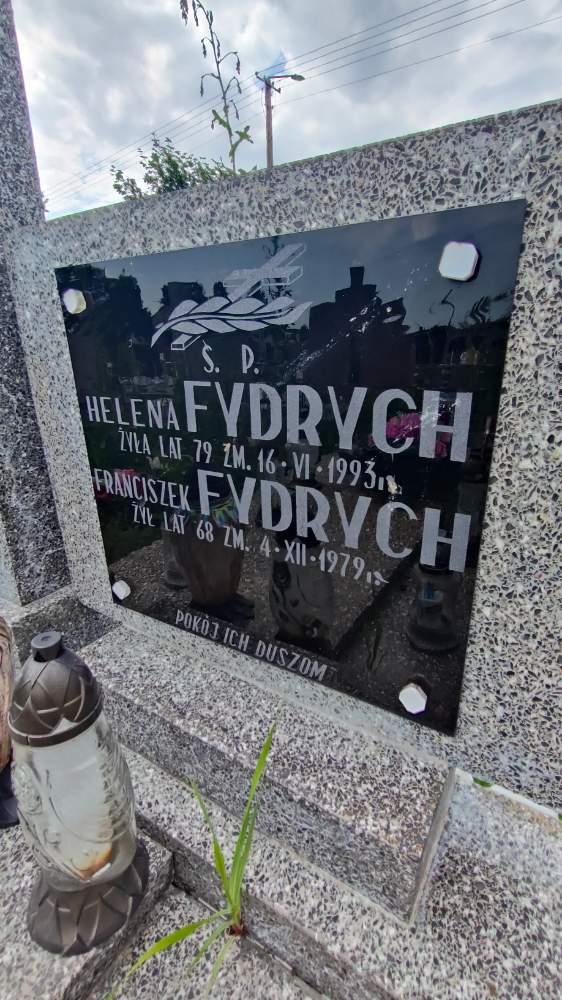 Ś. P.
HELENA FYDRYCH
ŻYŁA LAT 79 ZM. 16·VI·1993 r.
FRANCISZEK FYDRYCH
ŻYŁ LAT 68 ZM. 4·XII·1979 r.
POKÓJ ICH DUSZOM